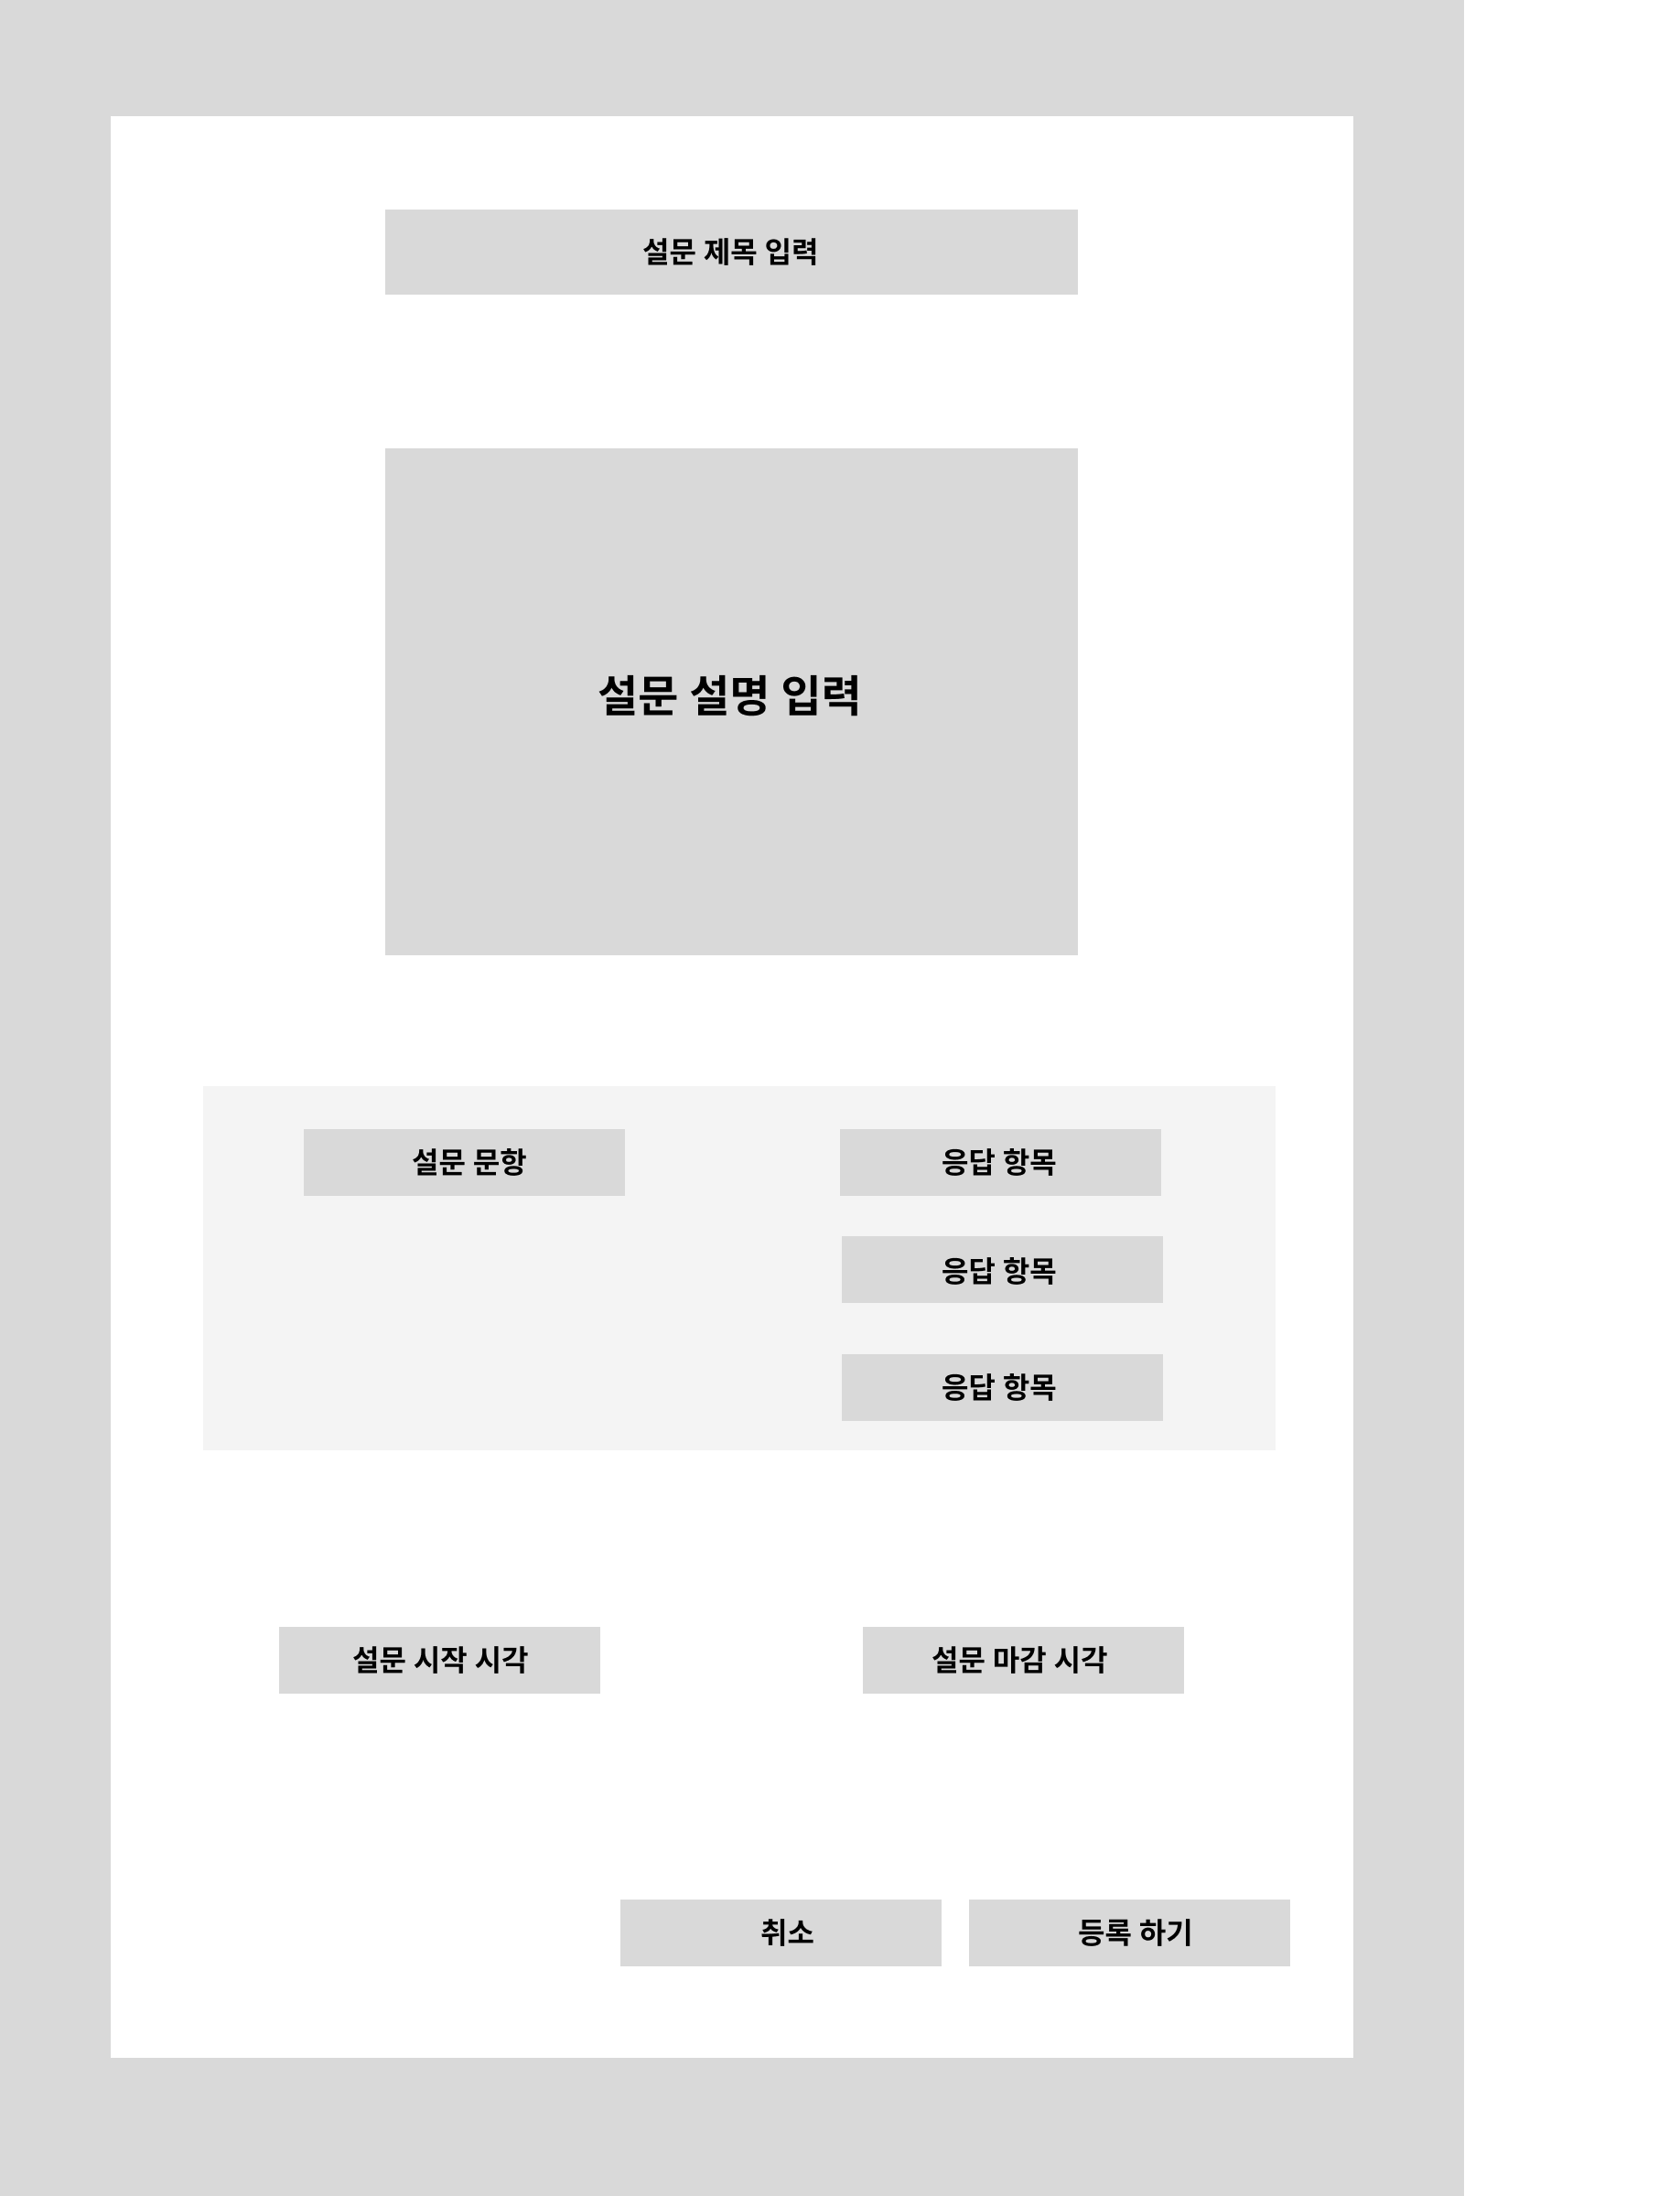 설문 제목 입력
설문 설명 입력
설문 문항
응답 항목
응답 항목
응답 항목
설문 시작 시각
설문 마감 시각
취소
등록 하기